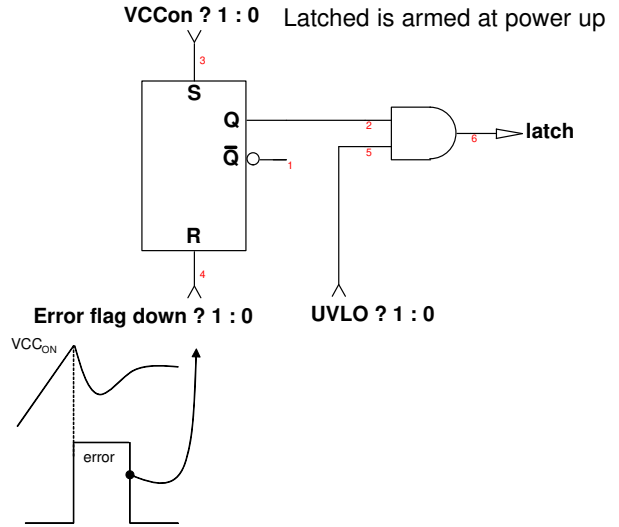 VCCon ? 1 : 0
Latched is armed at power up
3
S
Q
2
latch
6
5
Q̅
1
R
4
Error flag down ? 1 : 0
UVLO ? 1 : 0
VCCON
error